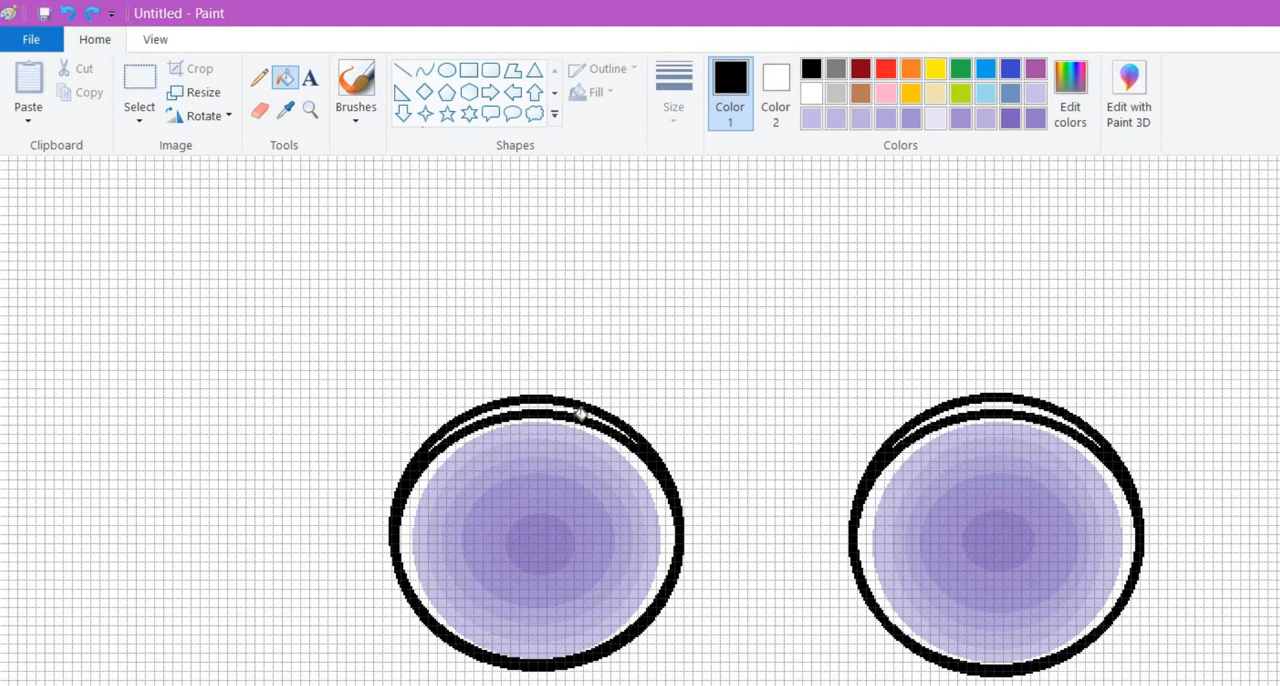 Untitled - Paint
File Home View
Paste
Cut
Copy
Clipboard
Select
Crop
Resize
Rotate
Image
A
Tools
Brushes
Outline
Fill
Shapes
Size
Color
1
Color
2
Edit
colors
Edit with
Paint 3D
Colors